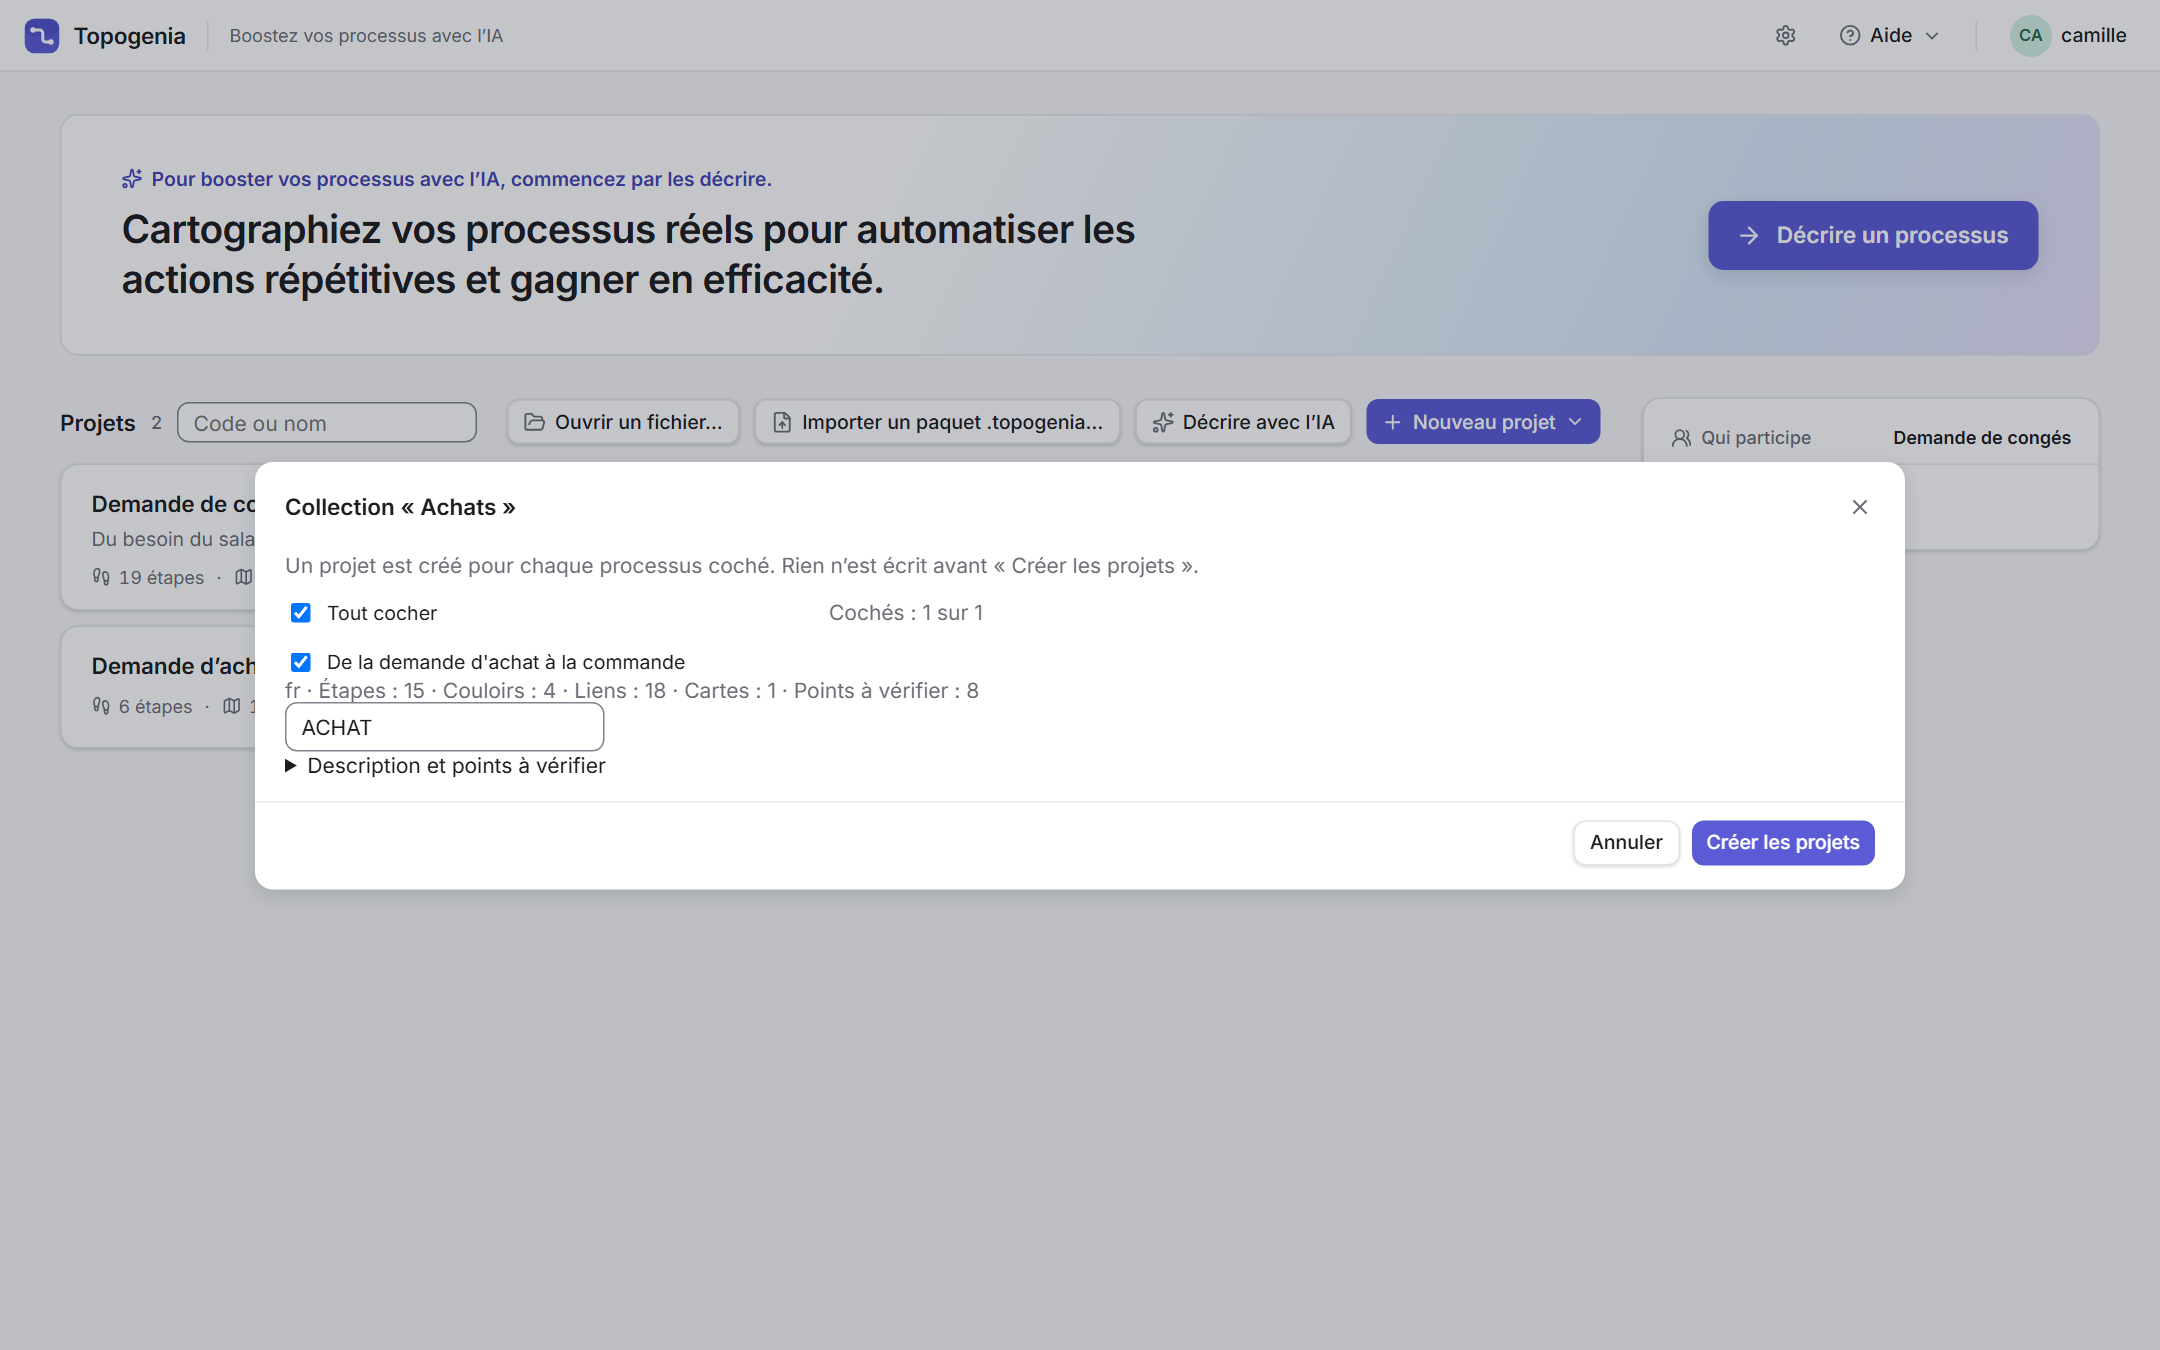 Topogenia
Boostez vos processus avec l’IA
Aide
CA
camille
Pour booster vos processus avec l’IA, commencez par les décrire.
Cartographiez vos processus réels pour automatiser les
actions répétitives et gagner en efficacité.
Décrire un processus
Projets 2
Code ou nom
Ouvrir un fichier...
Importer un paquet .topogenia...
Décrire avec l’IA
Nouveau projet
Qui participe
Demande de congés
Demande de co
Du besoin du sala
19 étapes ·
Demande d’ach
6 étapes · 1
Collection « Achats »
Un projet est créé pour chaque processus coché. Rien n’est écrit avant « Créer les projets ».
Tout cocher
Cochés : 1 sur 1
De la demande d'achat à la commande
fr · Étapes : 15 · Couloirs : 4 · Liens : 18 · Cartes : 1 · Points à vérifier : 8
ACHAT
Description et points à vérifier
Annuler
Créer les projets